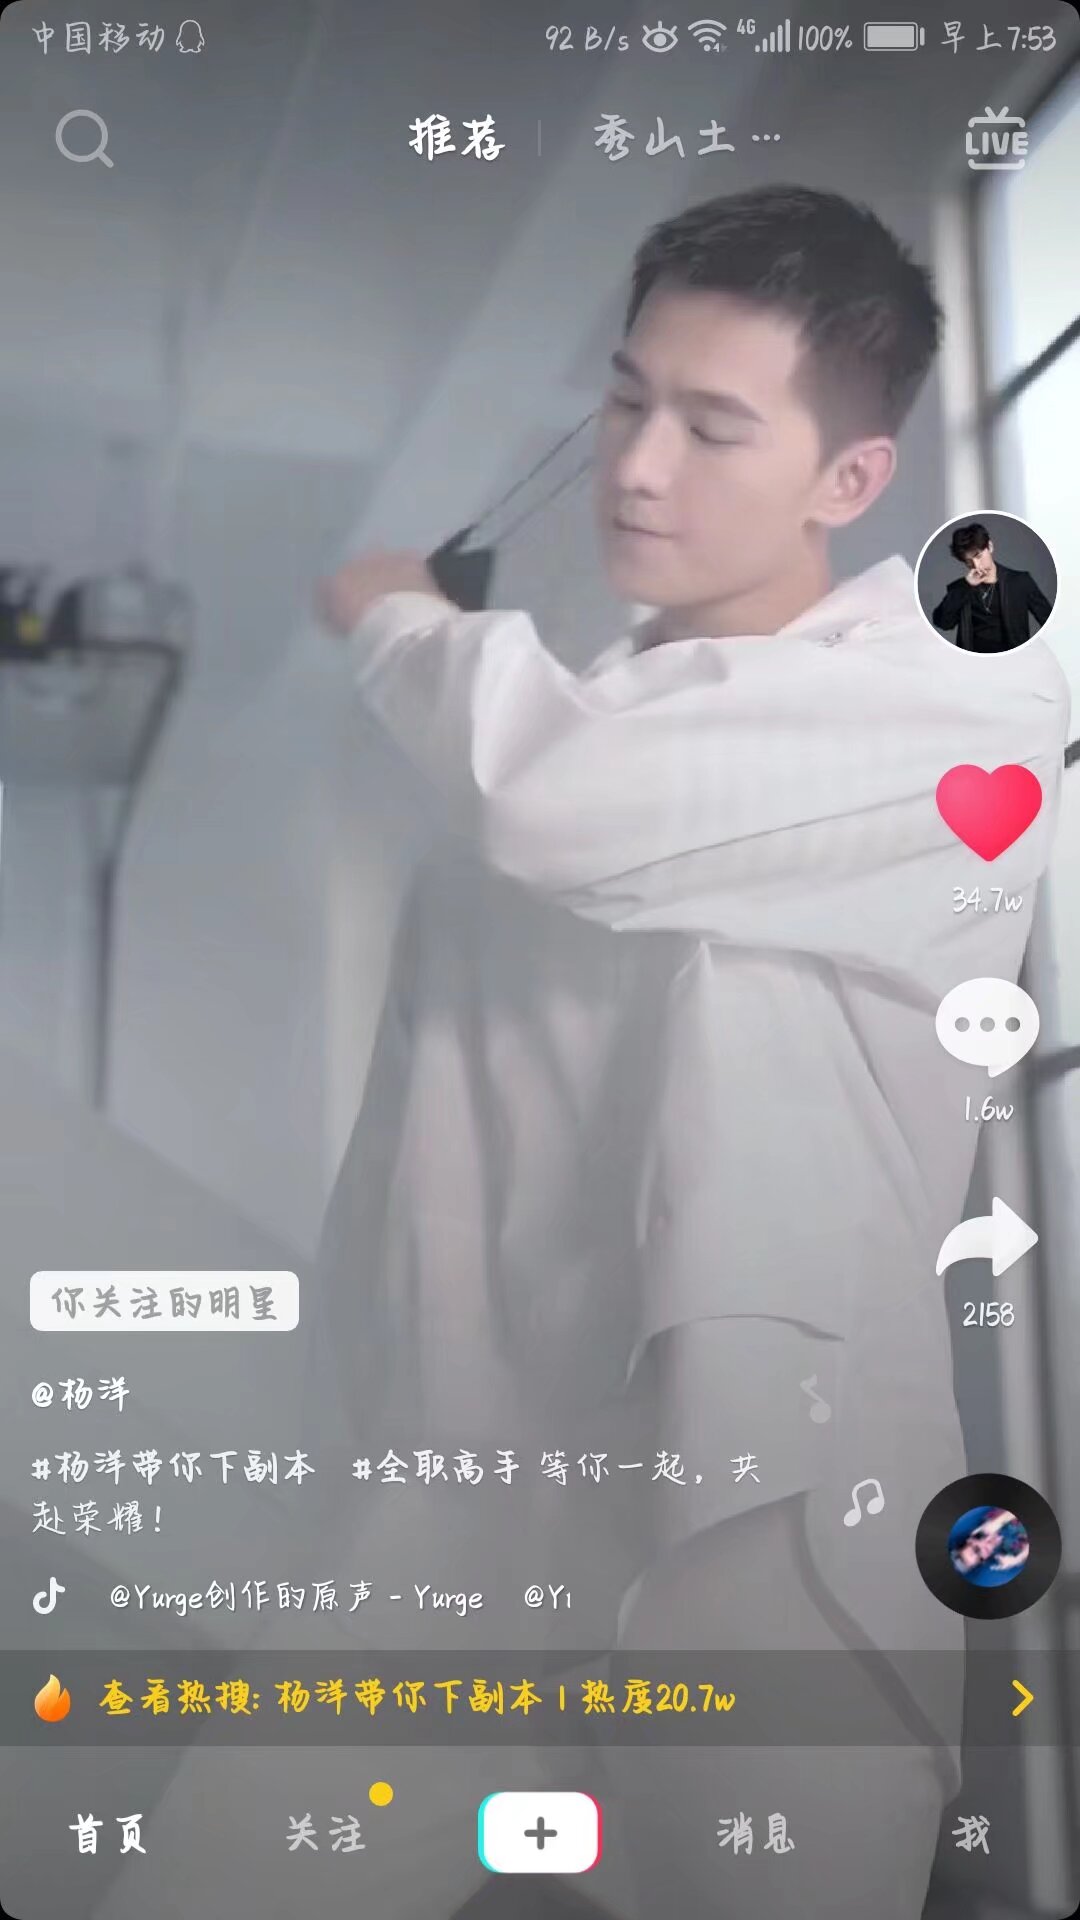 中国移动 92 B/s 4G 100% 早上7:53
推荐 秀山土… LIVE
34.7w
1.6w
2158
你关注的明星
@杨洋
#杨洋带你下副本 #全职高手 等你一起，共
赴荣耀！
@Yurge创作的原声 - Yurge @Yi
查看热搜: 杨洋带你下副本 | 热度20.7w
首页 关注 + 消息 我